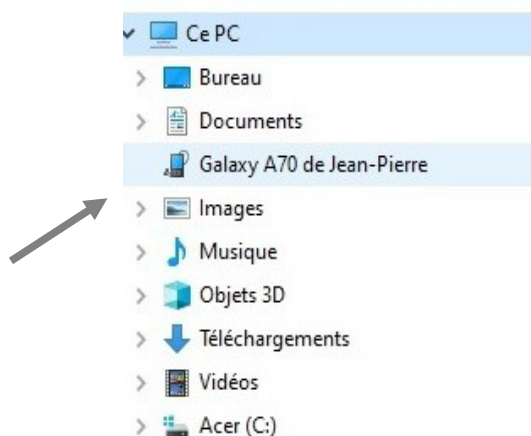 Ce PC
Bureau
Documents
Galaxy A70 de Jean-Pierre
Images
Musique
Objets 3D
Téléchargements
Vidéos
Acer (C:)